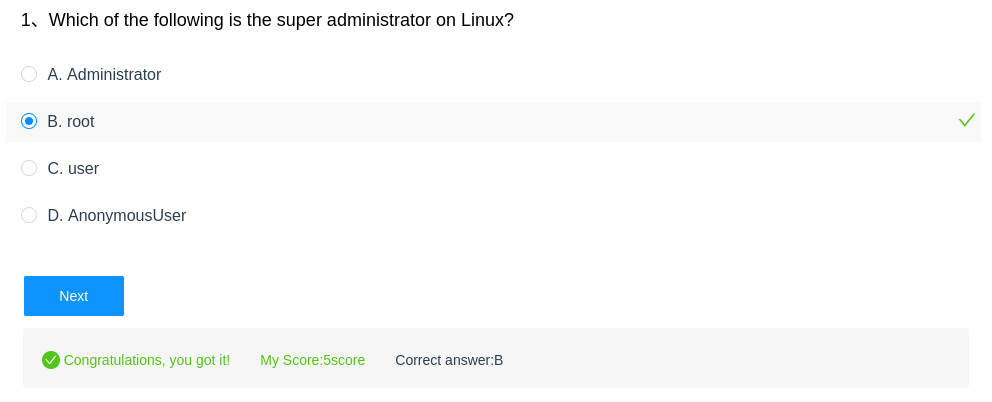 1、Which of the following is the super administrator on Linux?
A. Administrator
B. root
C. user
D. AnonymousUser
Next
Congratulations, you got it! My Score:5score Correct answer:B